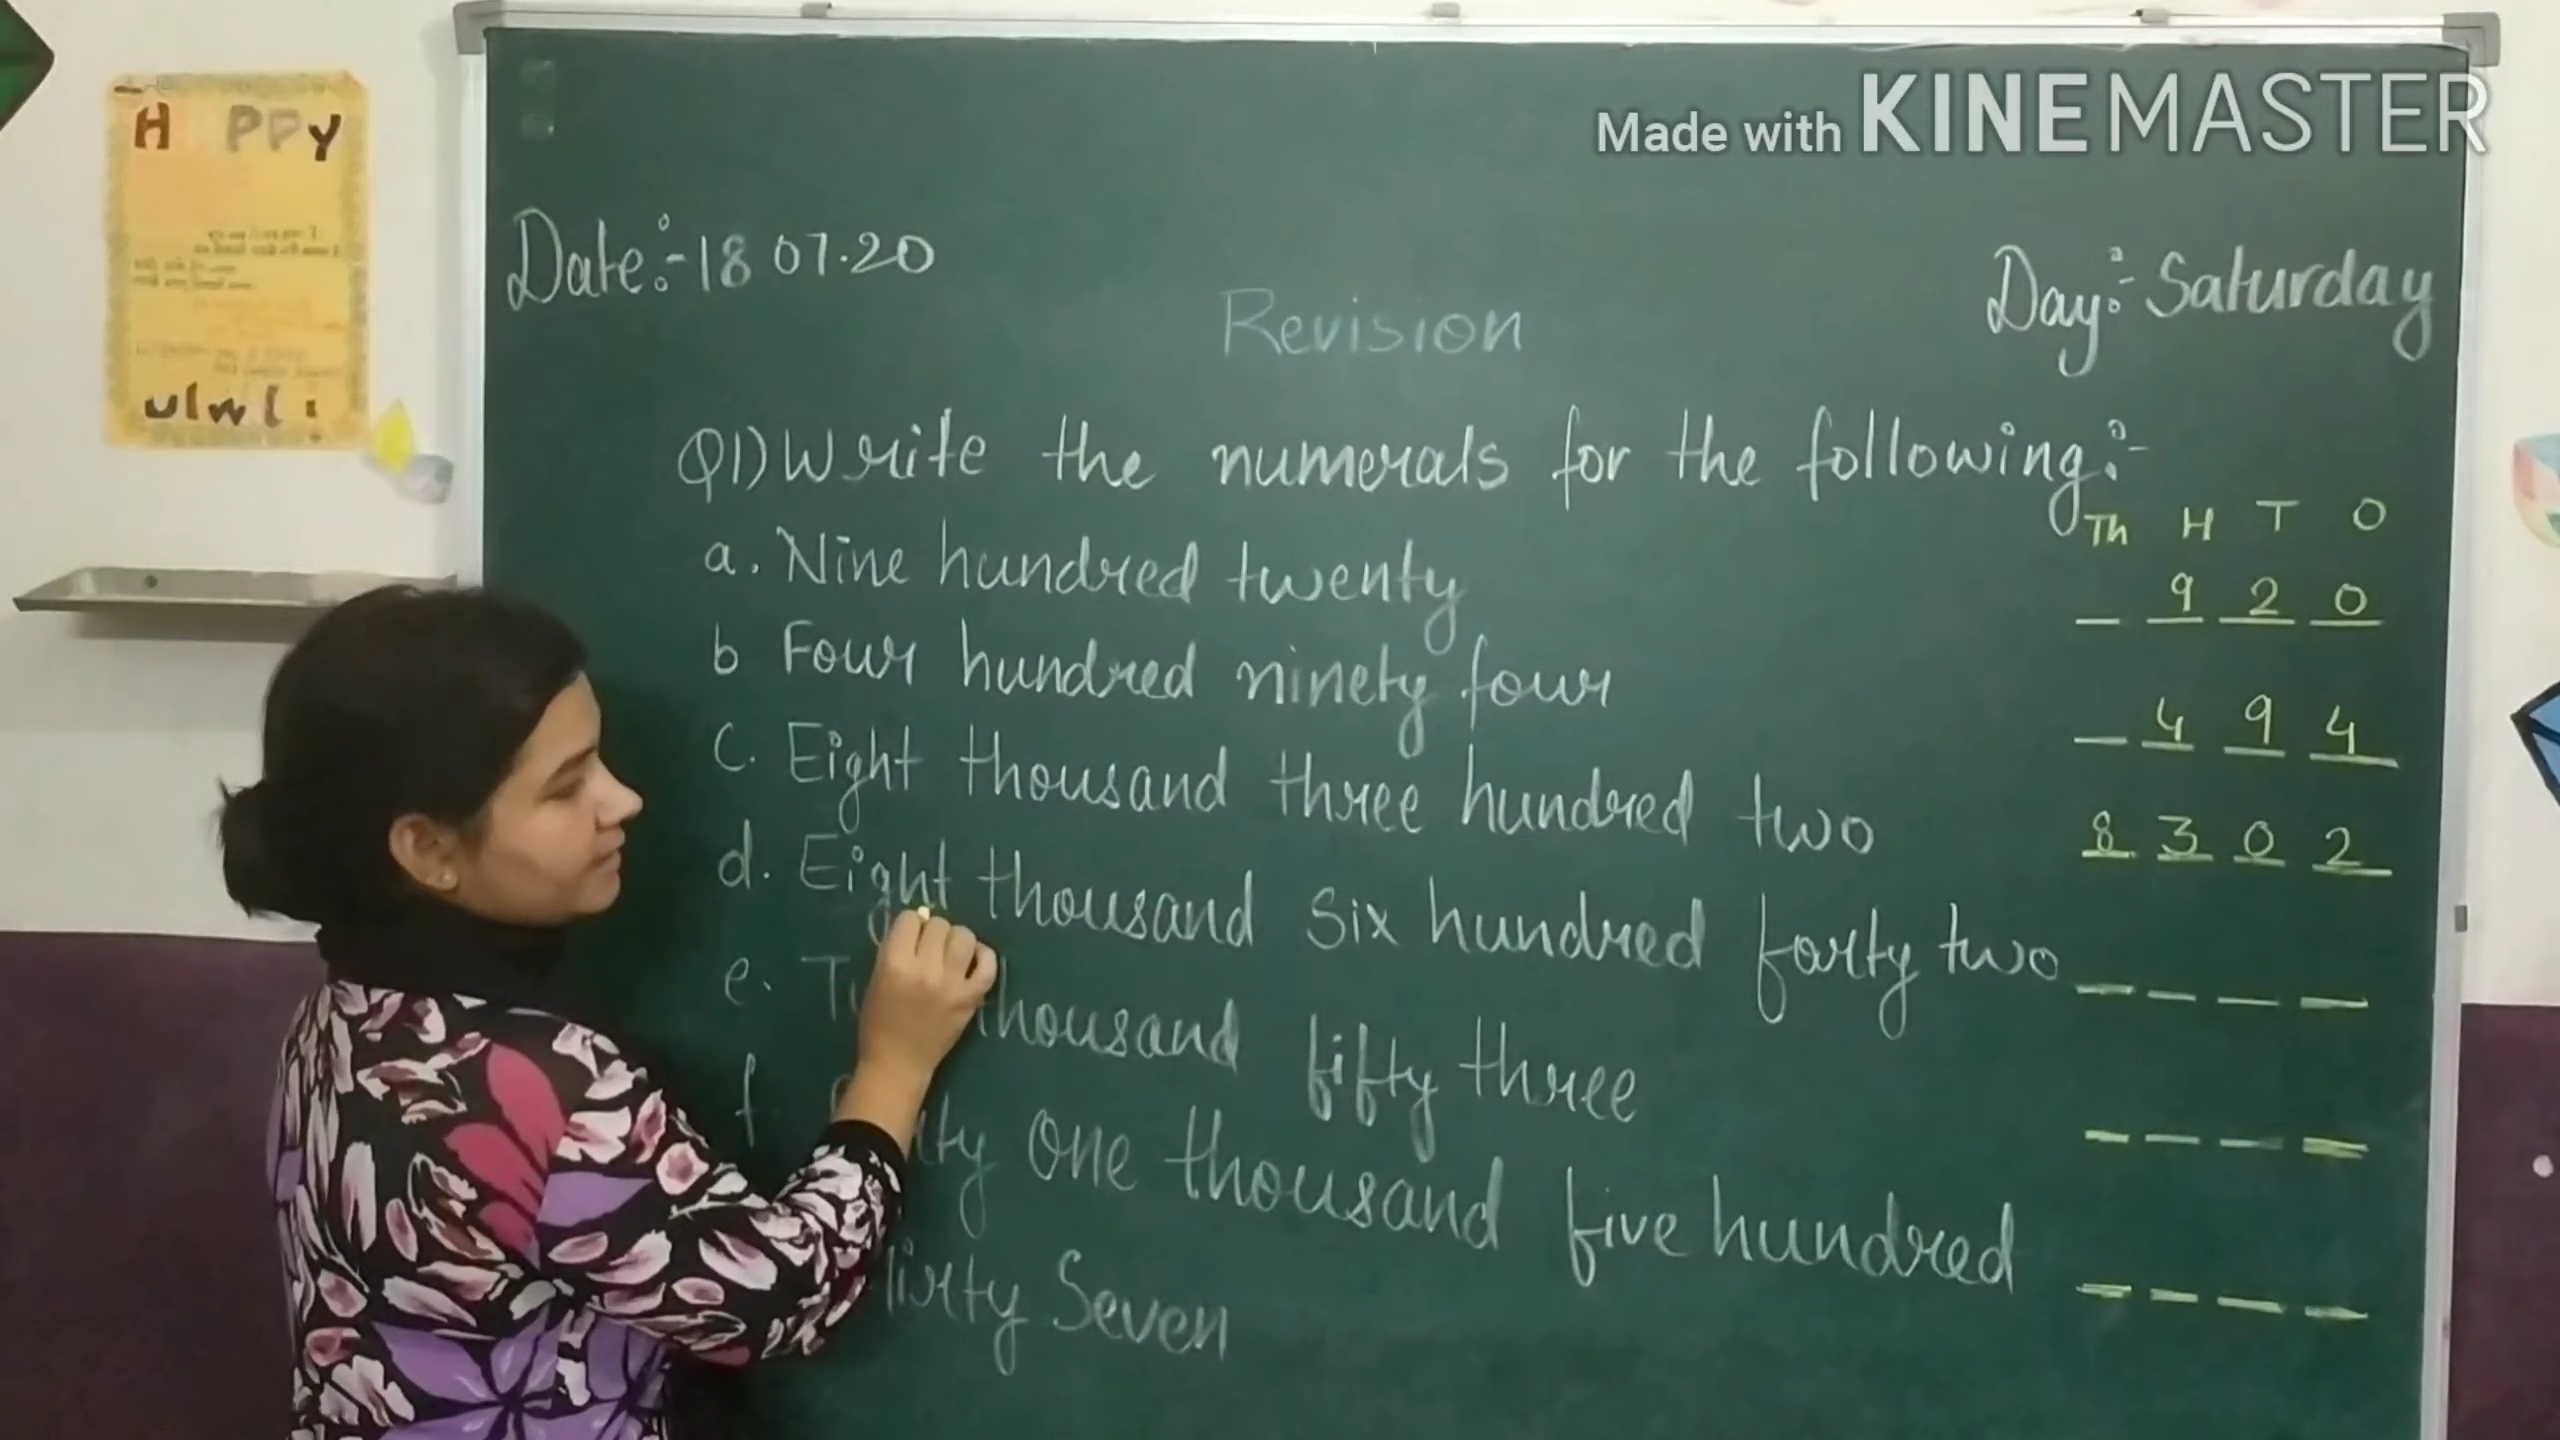 Made with KINEMASTER
H PPY
Date:-18 07.20
Day:- Saturday
Revision
Q1) Write the numerals for the following:-
Th H T O
a. Nine hundred twenty _ 9 2 0
b Four hundred ninety four _ 4 9 4
c. Eight thousand three hundred two 8 3 0 2
d. Eight thousand six hundred forty two _ _ _ _
e. thousand fifty three _ _ _ _
f. One thousand five hundred _ _ _ _
Seven